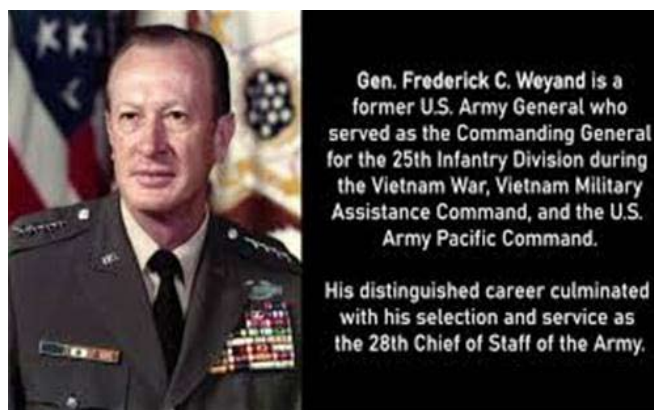 Gen. Frederick C. Weyand is a
former U.S. Army General who
served as the Commanding General
for the 25th Infantry Division during
the Vietnam War, Vietnam Military
Assistance Command, and the U.S.
Army Pacific Command.
His distinguished career culminated
with his selection and service as
the 28th Chief of Staff of the Army.